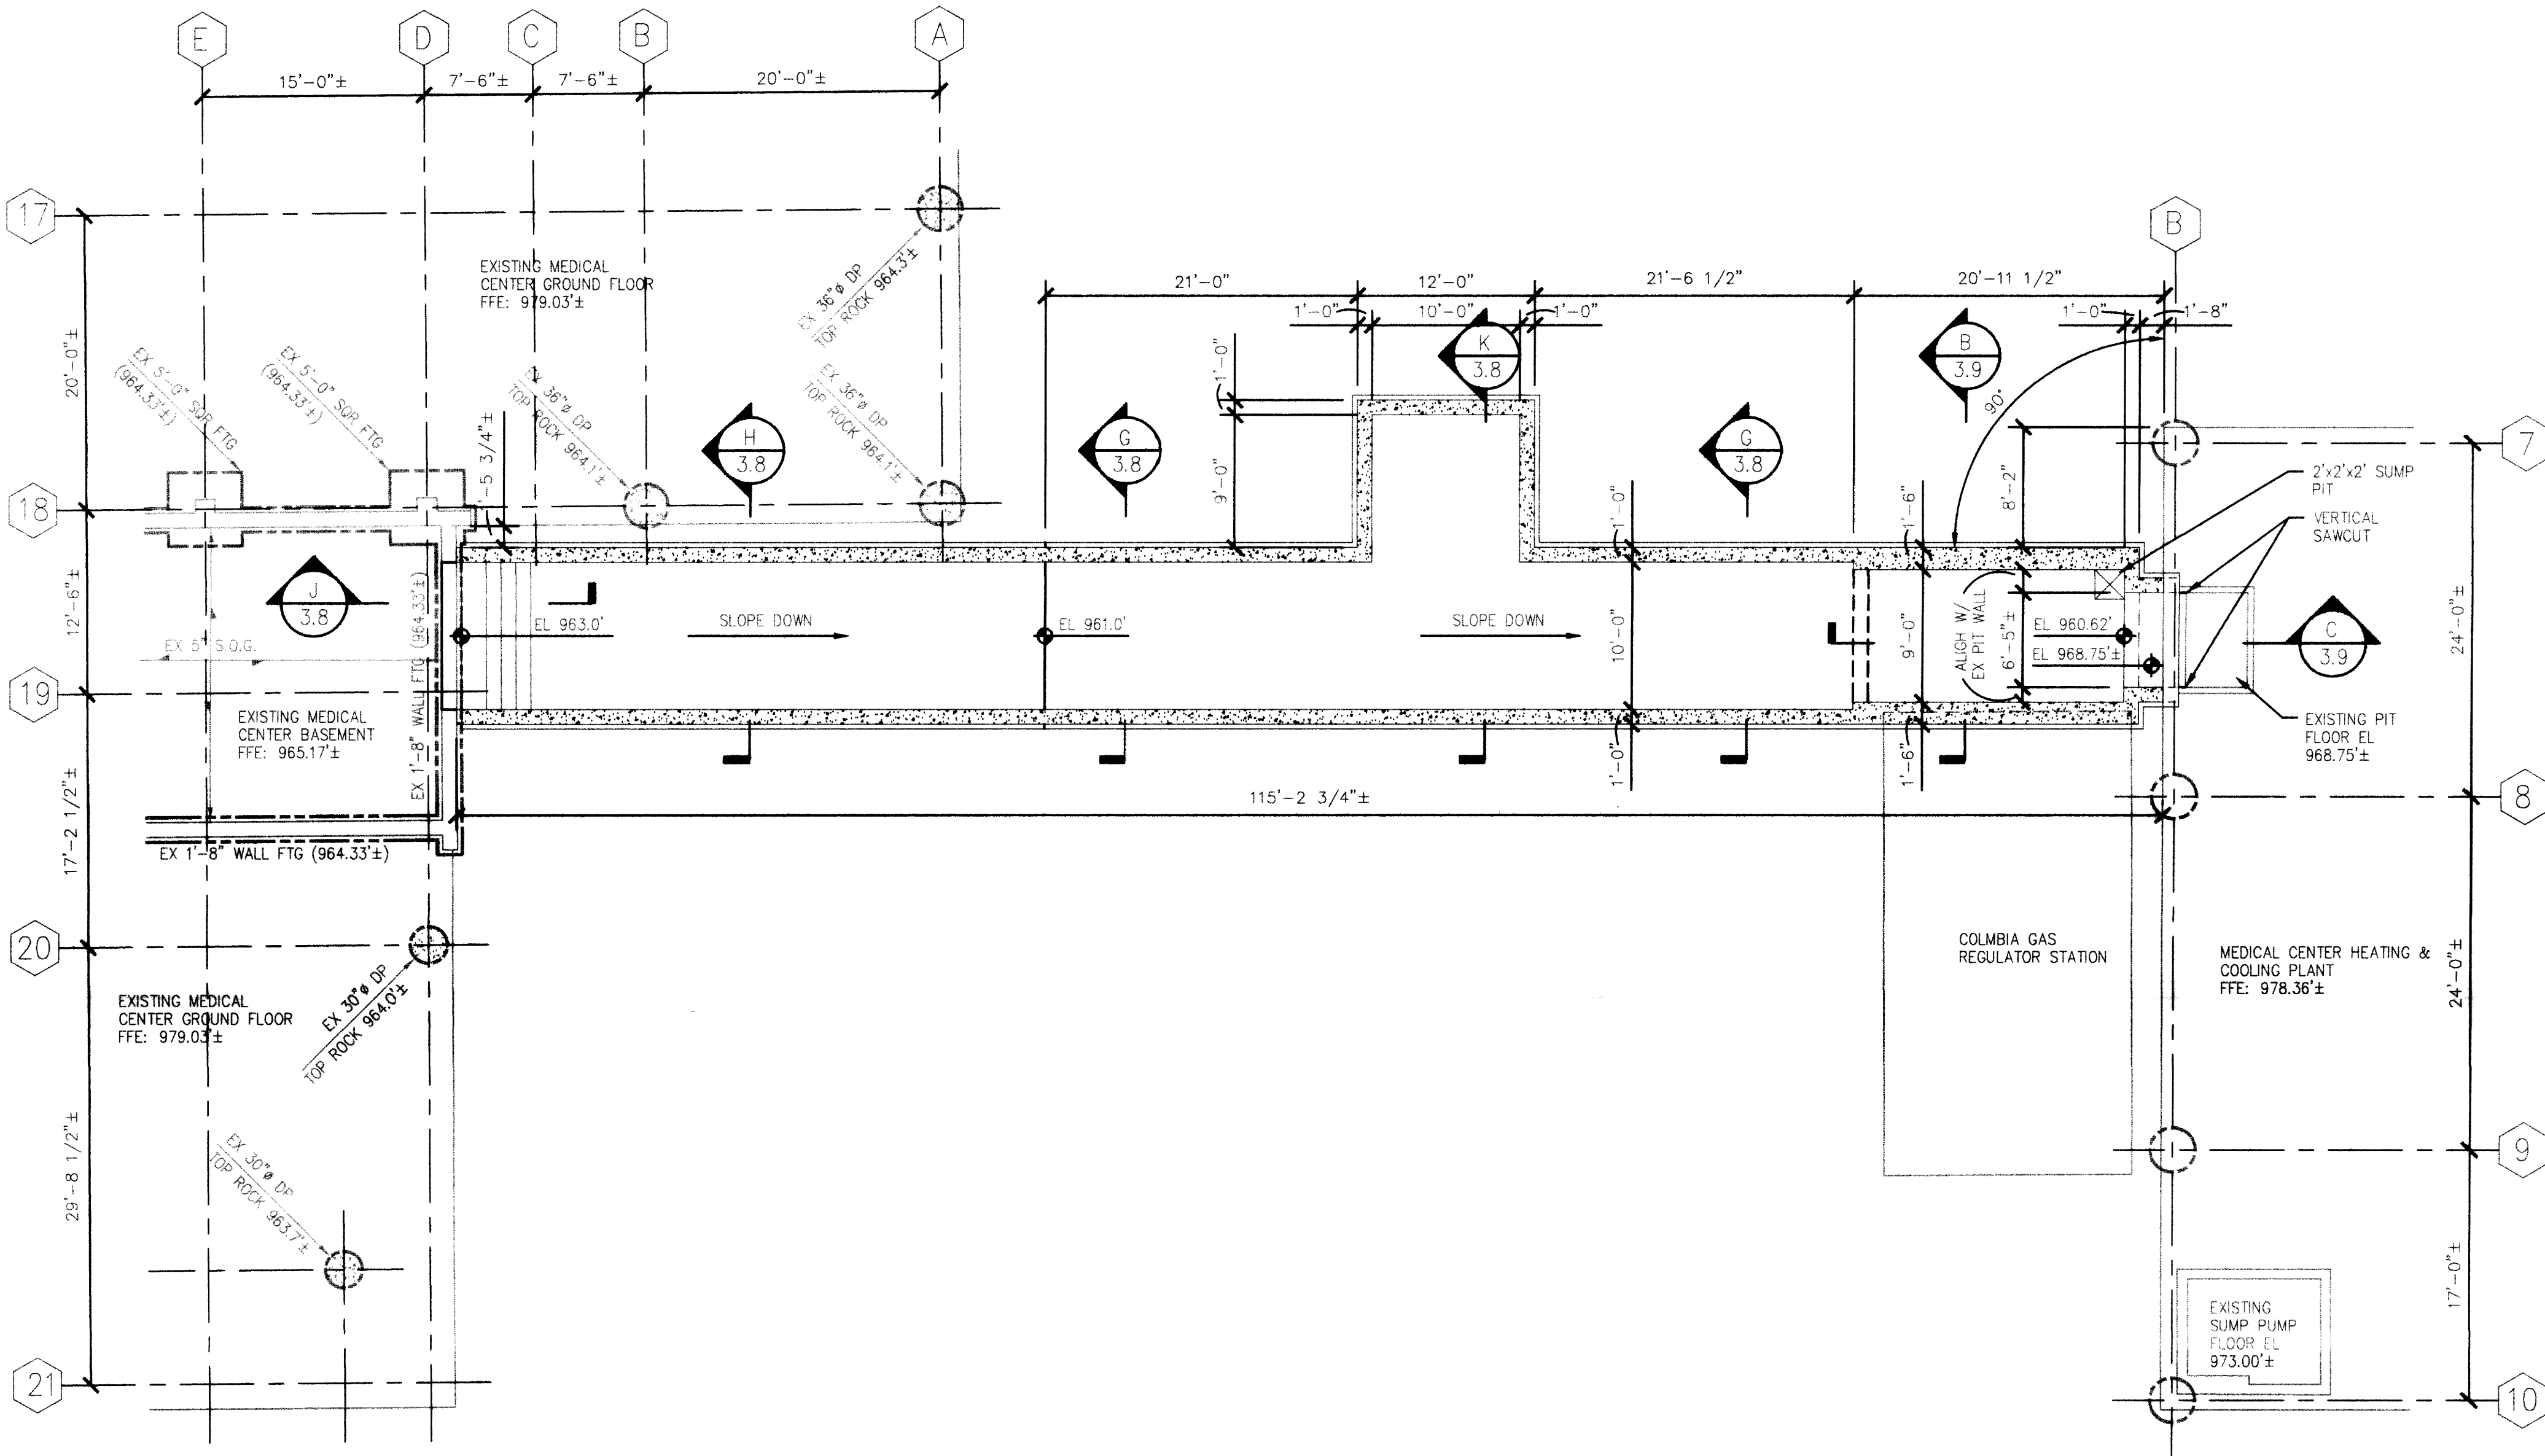 E
D
C
B
A
15'-0"±
7'-6"±
7'-6"±
20'-0"±
17
18
19
20
21
20'-0"±
12'-6"±
17'-2 1/2"±
29'-8 1/2"±
EXISTING MEDICAL
CENTER GROUND FLOOR
FFE: 979.03'±
EX 36"ø DP
TOP ROCK 964.3'±
EX 5'-0" SQR FTG
(964.33'±)
EX 5'-0" SQR FTG
(964.33'±)
EX 36"ø DP
TOP ROCK 964.1'±
EX 36"ø DP
TOP ROCK 964.1'±
1'-5 3/4"±
H
3.8
G
3.8
K
3.8
G
3.8
B
3.9
J
3.8
C
3.9
21'-0"
12'-0"
21'-6 1/2"
20'-11 1/2"
1'-0"
10'-0"
1'-0"
1'-0"
1'-8"
1'-0"
9'-0"
90°
8'-2"
B
7
8
9
10
2'x2'x2' SUMP
PIT
VERTICAL
SAWCUT
1'-0"
10'-0"
1'-0"
1'-6"
9'-0"
1'-6"
ALIGH W/
EX PIT WALL
6'-5"±
EL 963.0'
SLOPE DOWN
EL 961.0'
SLOPE DOWN
EL 960.62'
EL 968.75'±
EX 5" S.O.G.
EX 1'-8" WALL FTG (964.33'±)
EXISTING MEDICAL
CENTER BASEMENT
FFE: 965.17'±
EX 1'-8" WALL FTG (964.33'±)
115'-2 3/4"±
EXISTING PIT
FLOOR EL
968.75'±
24'-0"±
24'-0"±
17'-0"±
COLMBIA GAS
REGULATOR STATION
MEDICAL CENTER HEATING &
COOLING PLANT
FFE: 978.36'±
EXISTING MEDICAL
CENTER GROUND FLOOR
FFE: 979.03'±
EX 30"ø DP
TOP ROCK 964.0'±
EX 30"ø DP
TOP ROCK 963.7'±
EXISTING
SUMP PUMP
FLOOR EL
973.00'±